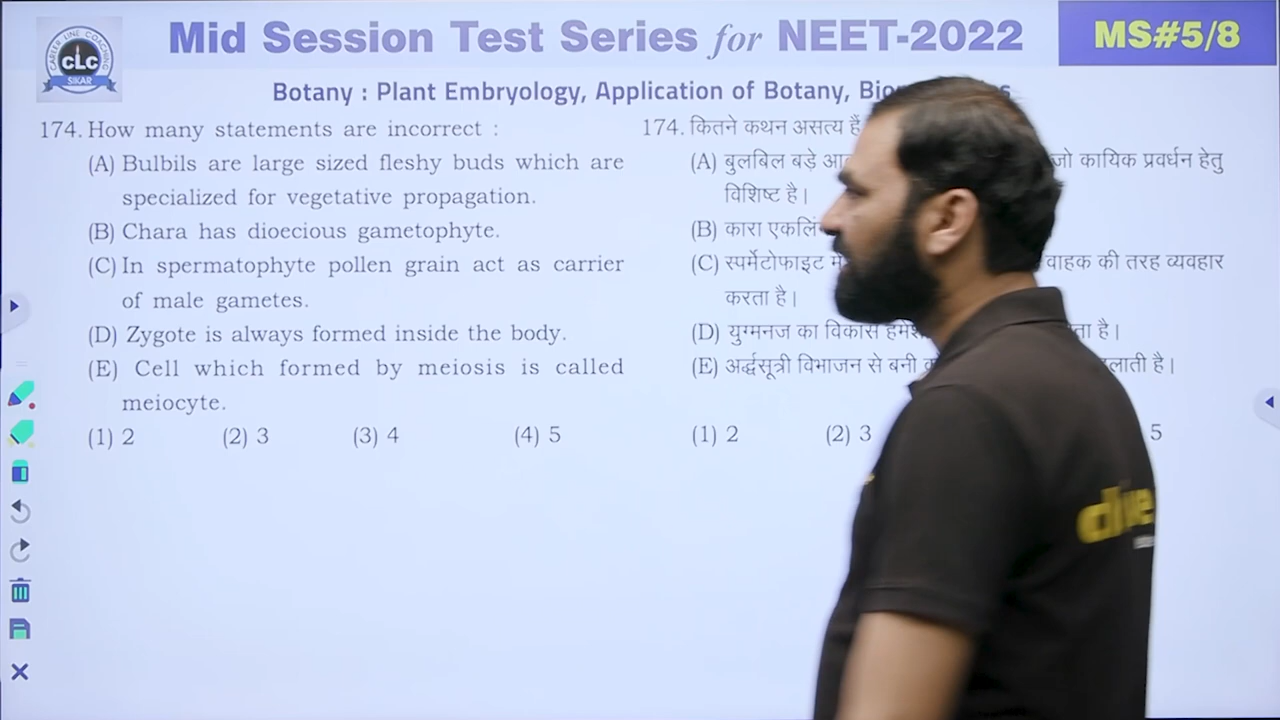 CAREER LINE COACHING
CLC
SIKAR
Mid Session Test Series for NEET-2022
MS#5/8
Botany : Plant Embryology, Application of Botany,
174. How many statements are incorrect :
(A) Bulbils are large sized fleshy buds which are
specialized for vegetative propagation.
(B) Chara has dioecious gametophyte.
(C) In spermatophyte pollen grain act as carrier
of male gametes.
(D) Zygote is always formed inside the body.
(E) Cell which formed by meiosis is called
meiocyte.
(1) 2 (2) 3 (3) 4 (4) 5
174. कितने कथन असत्य हैं
(A) बुलबिल बड़े जो कायिक प्रवर्धन हेतु
विशिष्ट है।
(B) कारा
(C) स्पर्मेटोफाइट वाहक की तरह व्यवहार
करता है।
(D) युग्मनज का विकास है।
(E) अर्द्धसूत्री विभाजन से बनी है।
(1) 2 (2) 3 5